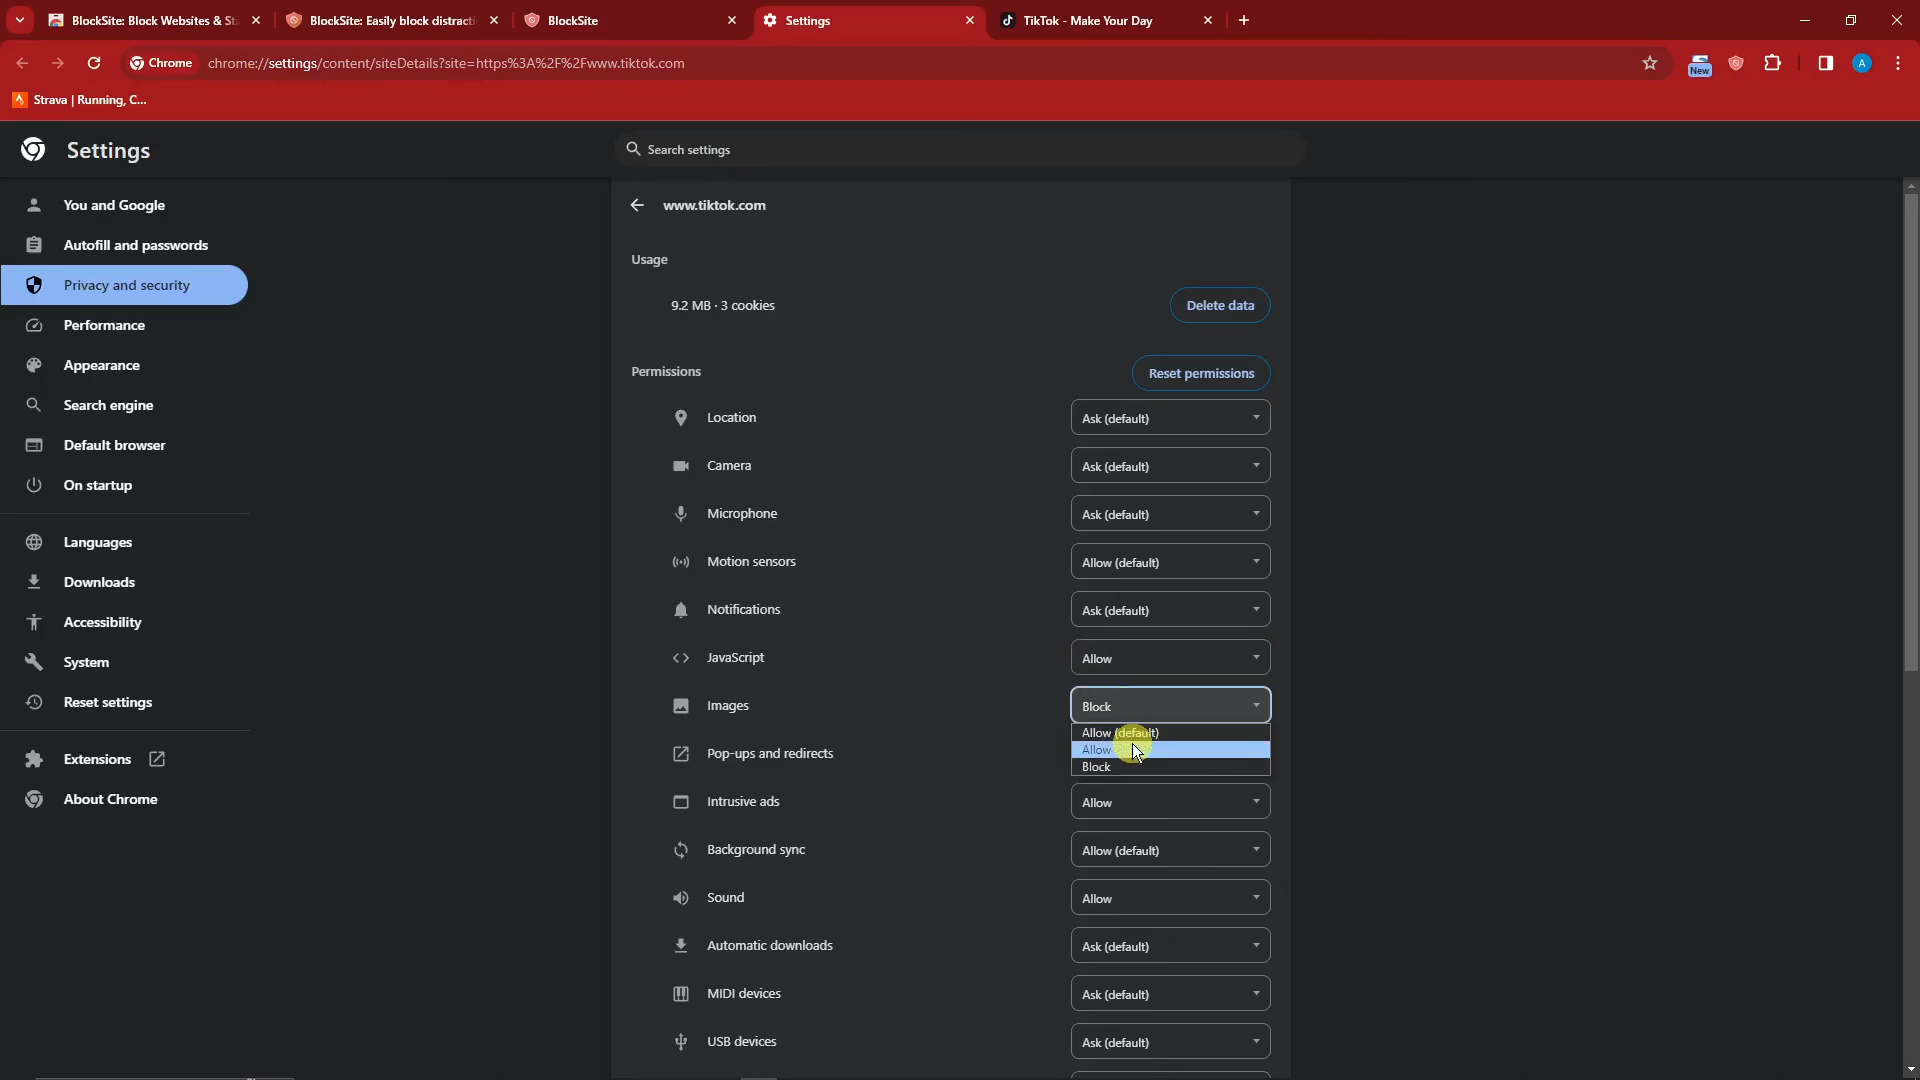 BlockSite: Block Websites & St
BlockSite: Easily block distracti
BlockSite
Settings
TikTok - Make Your Day
Chrome
chrome://settings/content/siteDetails?site=https%3A%2F%2Fwww.tiktok.com
New
A
Strava | Running, C...
Settings
Search settings
You and Google
Autofill and passwords
Privacy and security
Performance
Appearance
Search engine
Default browser
On startup
Languages
Downloads
Accessibility
System
Reset settings
Extensions
About Chrome
www.tiktok.com
Usage
9.2 MB · 3 cookies
Delete data
Permissions
Reset permissions
Location
Ask (default)
Camera
Ask (default)
Microphone
Ask (default)
Motion sensors
Allow (default)
Notifications
Ask (default)
JavaScript
Allow
Images
Block
Allow (default)
Allow
Block
Pop-ups and redirects
Intrusive ads
Allow
Background sync
Allow (default)
Sound
Allow
Automatic downloads
Ask (default)
MIDI devices
Ask (default)
USB devices
Ask (default)